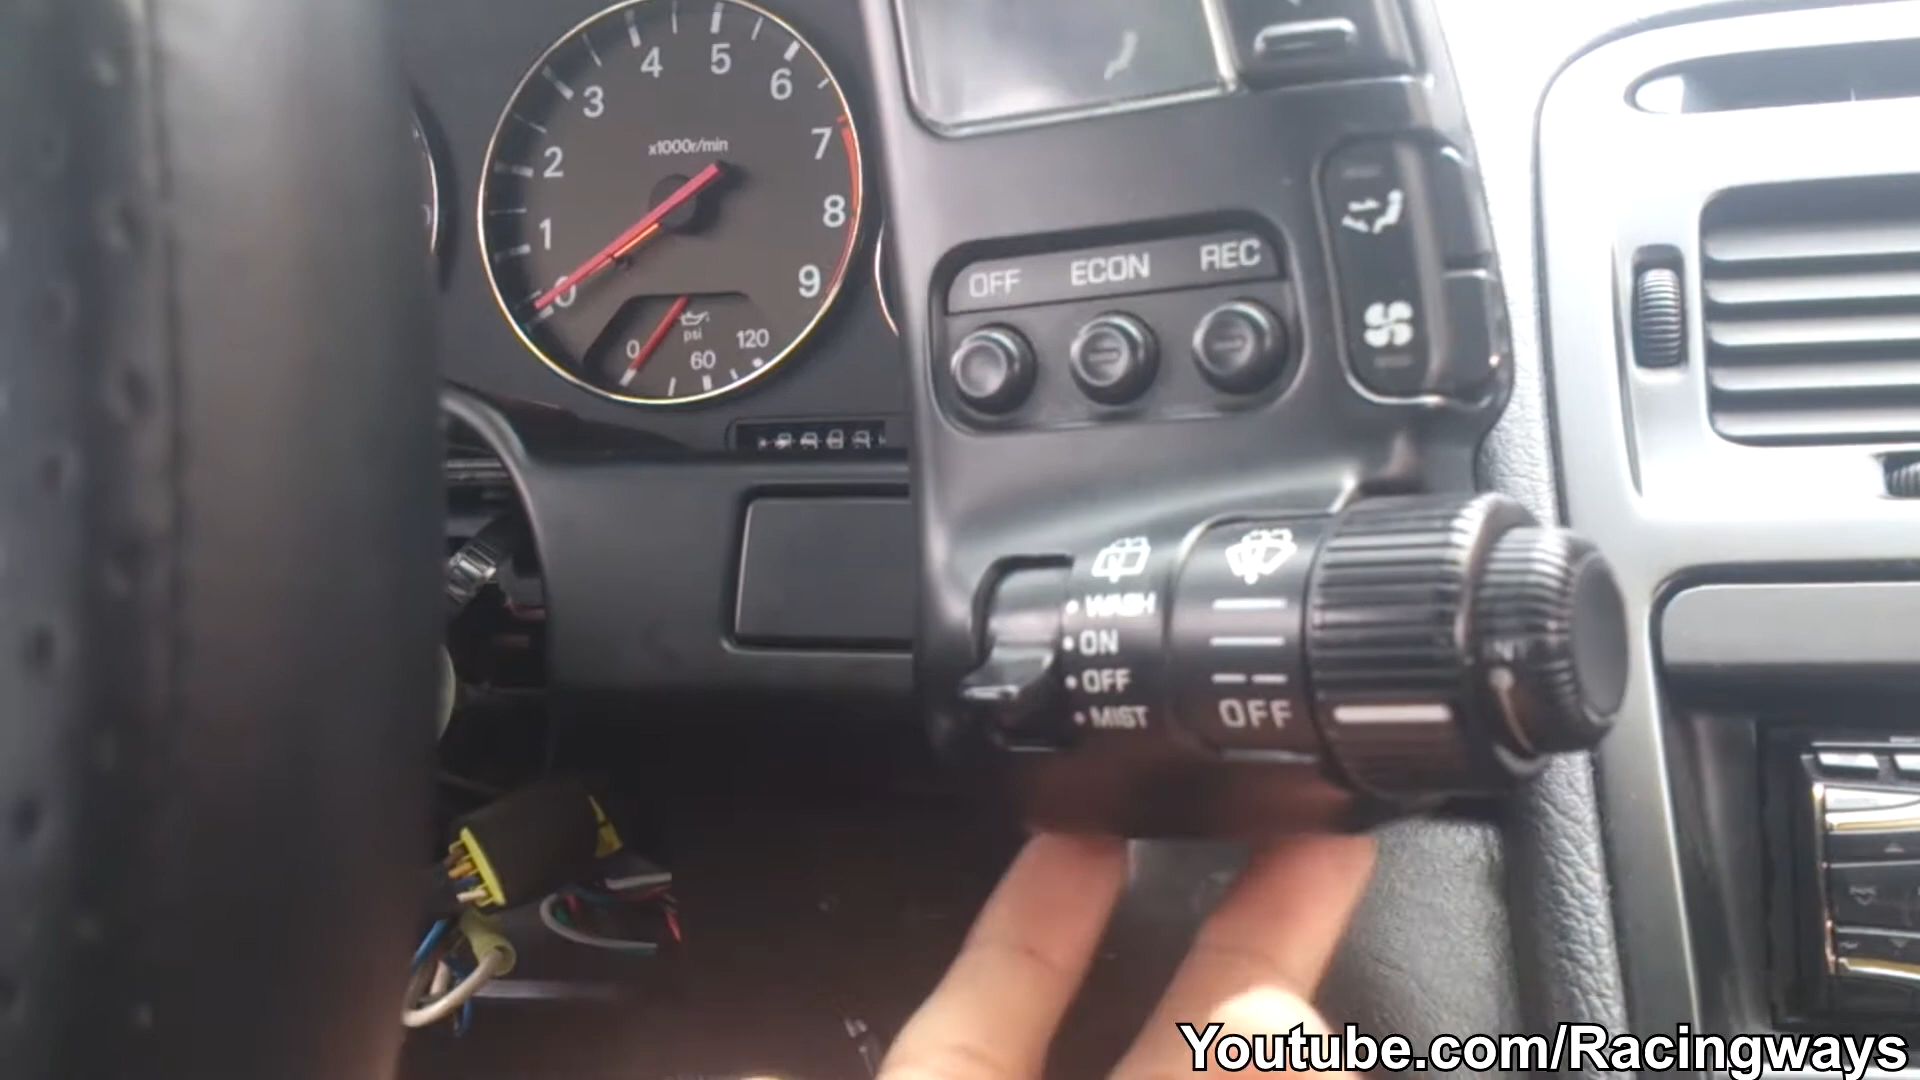 4 5
3 6
x1000r/min
2 7
1 8
0 9
psi
0 60 120
OFF ECON REC
WASH
ON
OFF
MIST
OFF
Youtube.com/Racingways